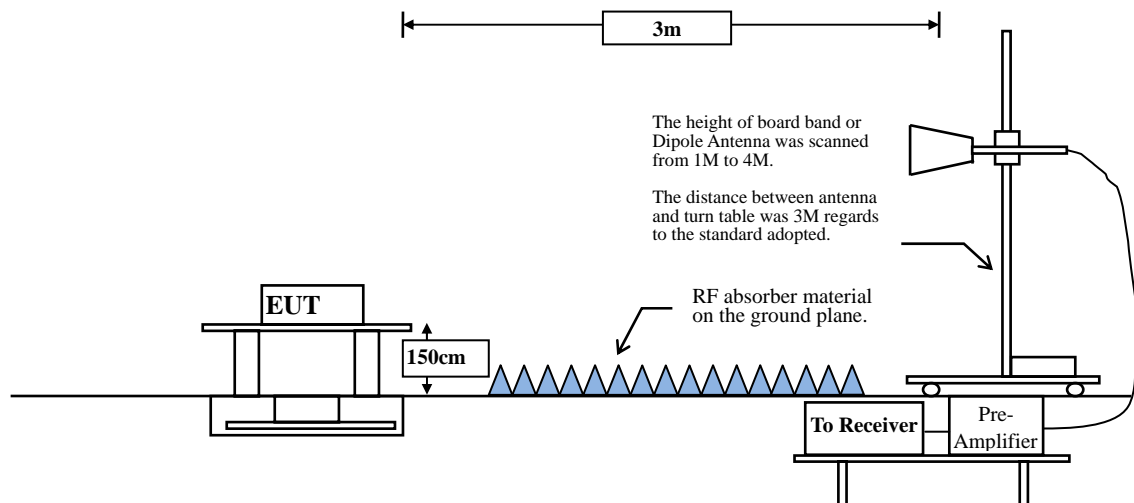 3m
The height of board band or
Dipole Antenna was scanned
from 1M to 4M.
The distance between antenna
and turn table was 3M regards
to the standard adopted.
EUT
RF absorber material
on the ground plane.
150cm
To Receiver
Pre-
Amplifier